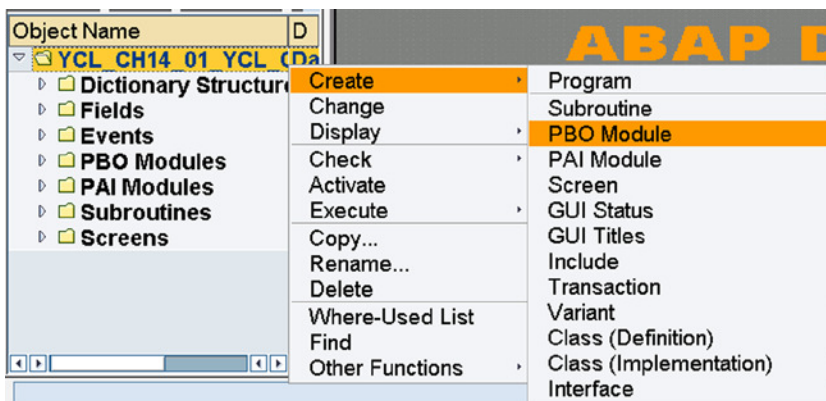 Object Name
D
ABAP D
YCL_CH14_01_YCL_
Da
Dictionary Structure
Fields
Events
PBO Modules
PAI Modules
Subroutines
Screens
Create
Change
Display
Check
Activate
Execute
Copy...
Rename...
Delete
Where-Used List
Find
Other Functions
Program
Subroutine
PBO Module
PAI Module
Screen
GUI Status
GUI Titles
Include
Transaction
Variant
Class (Definition)
Class (Implementation)
Interface